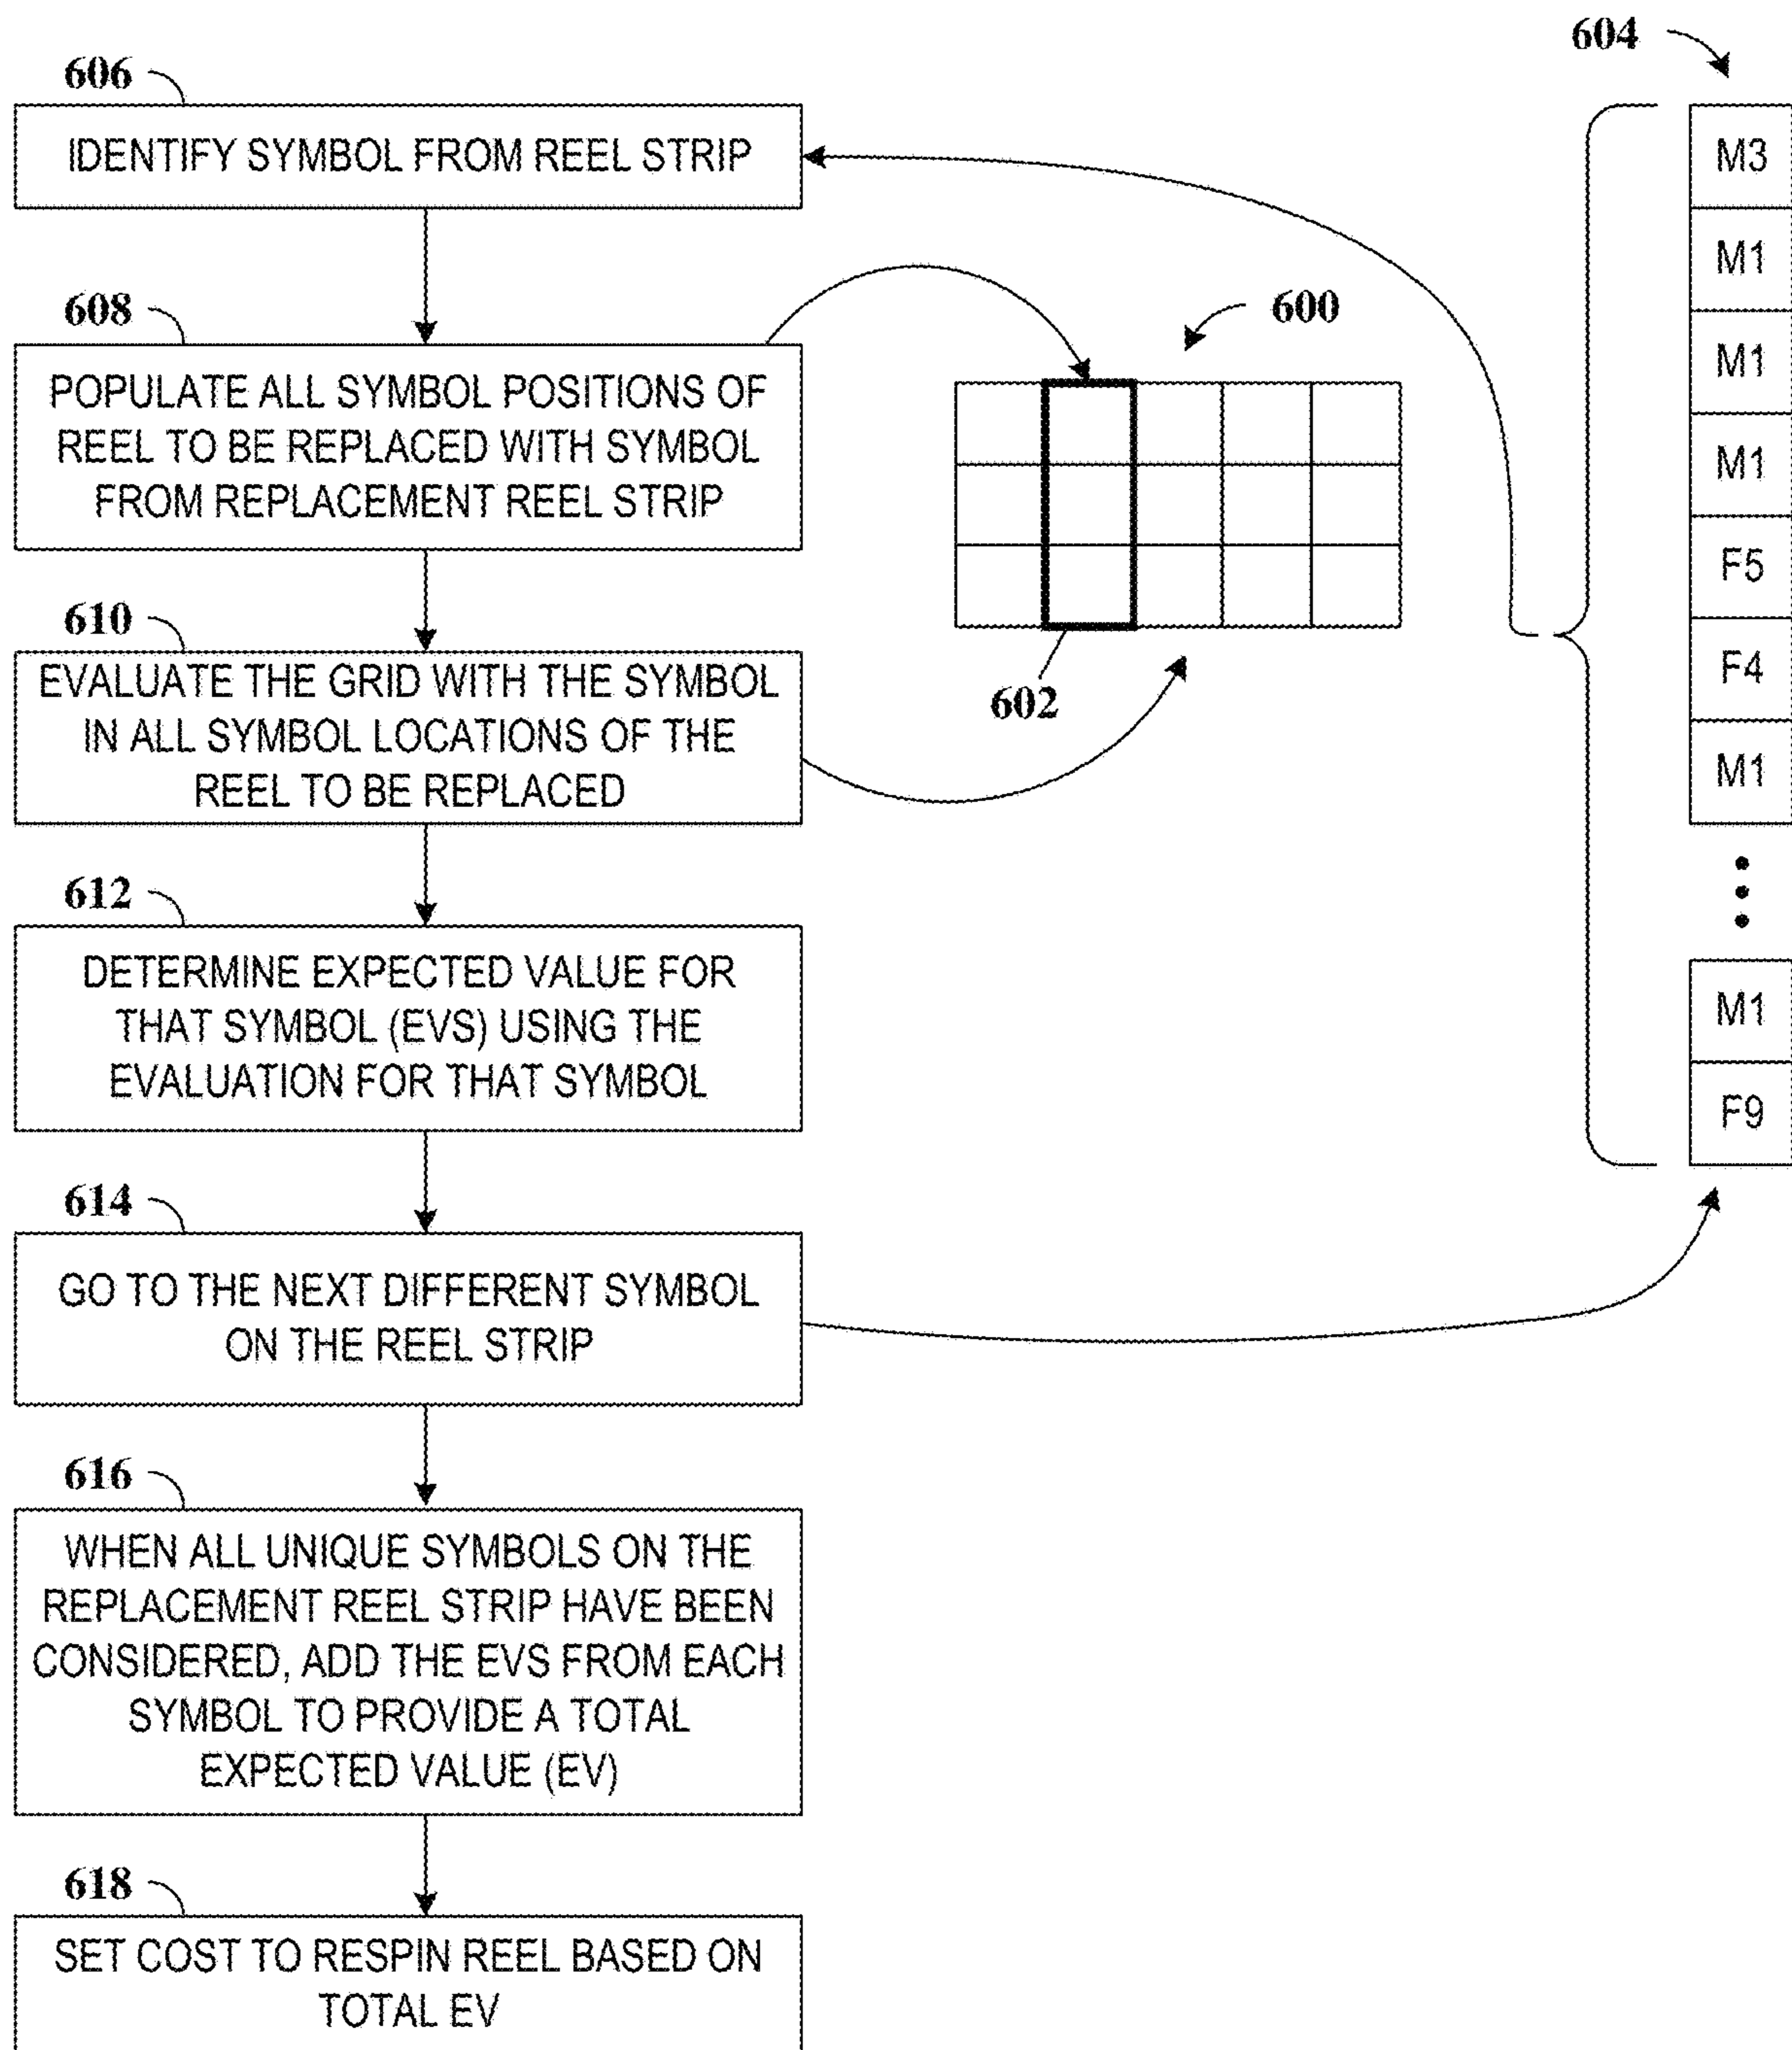 606
IDENTIFY SYMBOL FROM REEL STRIP
608
POPULATE ALL SYMBOL POSITIONS OF
REEL TO BE REPLACED WITH SYMBOL
FROM REPLACEMENT REEL STRIP
610
EVALUATE THE GRID WITH THE SYMBOL
IN ALL SYMBOL LOCATIONS OF THE
REEL TO BE REPLACED
612
DETERMINE EXPECTED VALUE FOR
THAT SYMBOL (EVS) USING THE
EVALUATION FOR THAT SYMBOL
614
GO TO THE NEXT DIFFERENT SYMBOL
ON THE REEL STRIP
616
WHEN ALL UNIQUE SYMBOLS ON THE
REPLACEMENT REEL STRIP HAVE BEEN
CONSIDERED, ADD THE EVS FROM EACH
SYMBOL TO PROVIDE A TOTAL
EXPECTED VALUE (EV)
618
SET COST TO RESPIN REEL BASED ON
TOTAL EV
600
602
604
M3
M1
M1
M1
F5
F4
M1
M1
F9